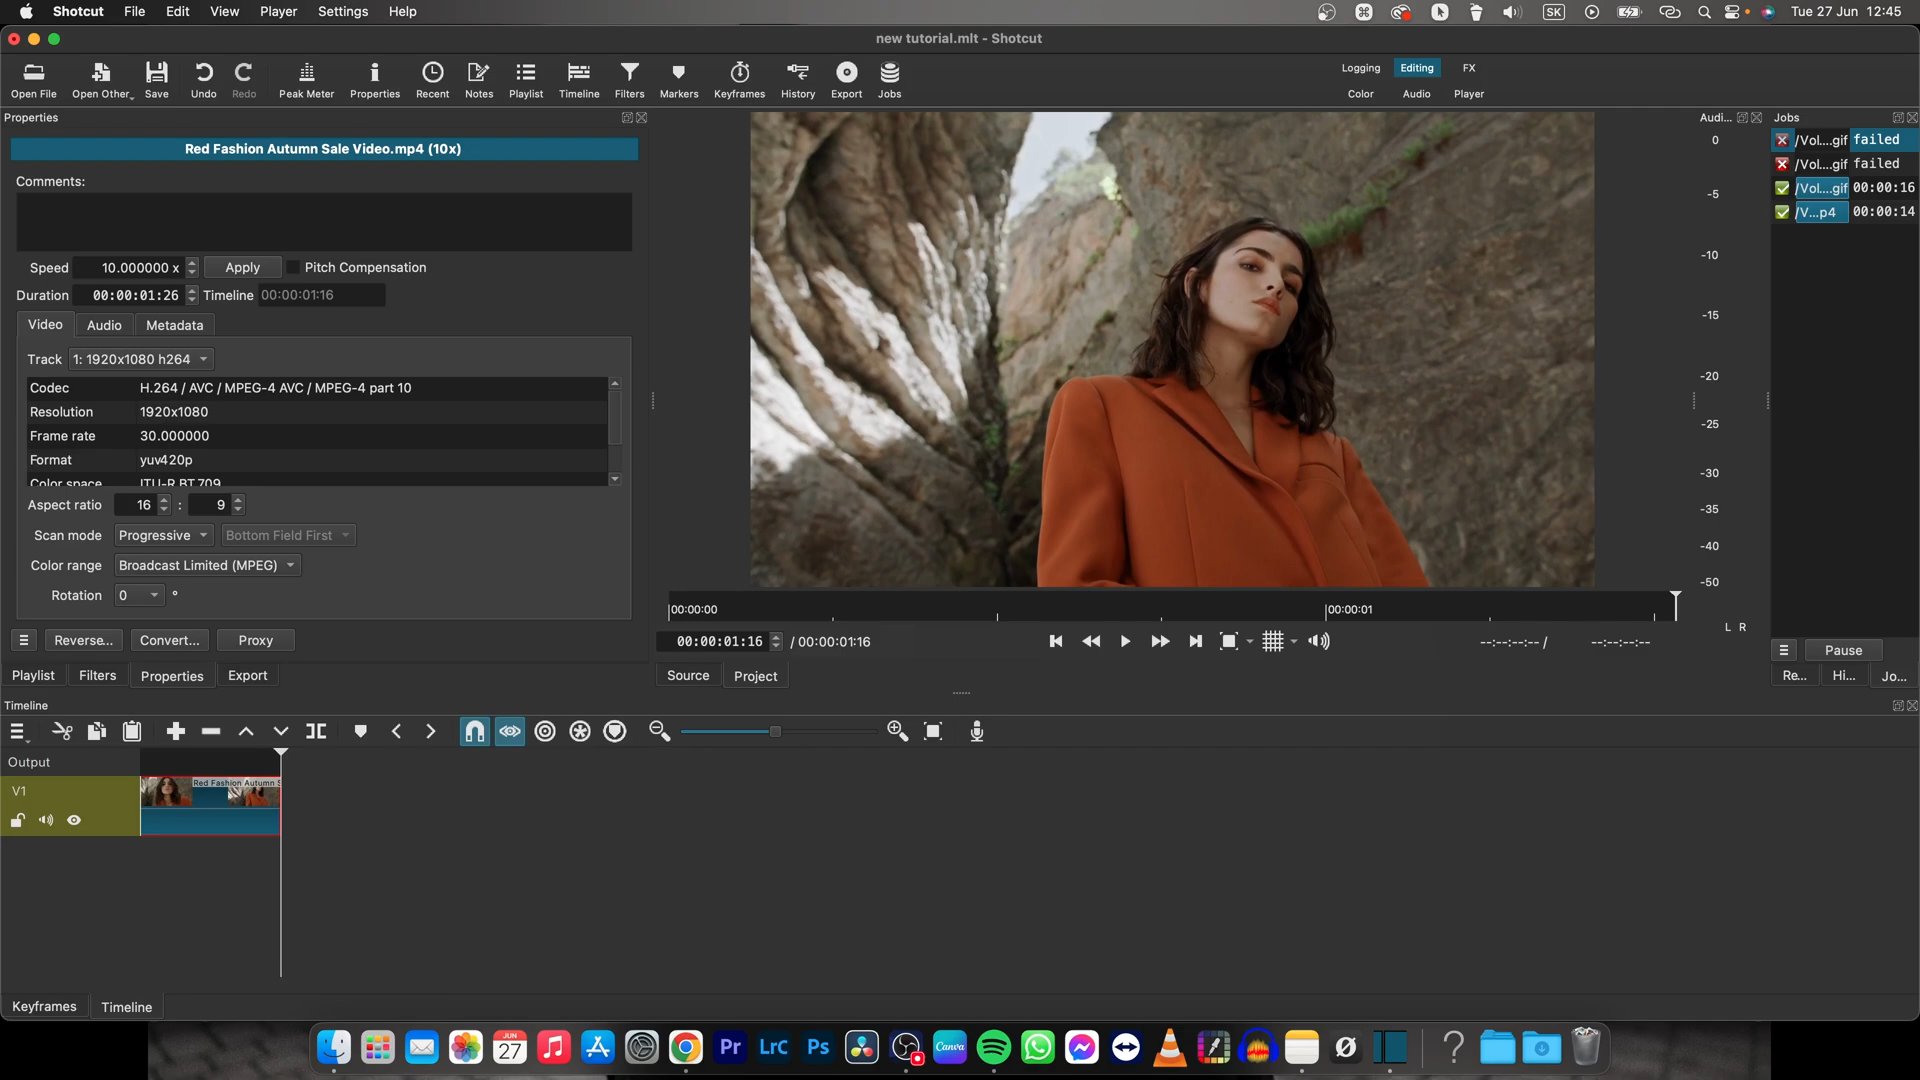 Shotcut File Edit View Player Settings Help
SK Tue 27 Jun 12:45
new tutorial.mlt - Shotcut
Open File Open Other Save Undo Redo Peak Meter Properties Recent Notes Playlist Timeline Filters Markers Keyframes History Export Jobs
Logging Editing FX
Color Audio Player
Properties
Red Fashion Autumn Sale Video.mp4 (10x)
Comments:
Speed 10.000000 x Apply Pitch Compensation
Duration 00:00:01:26 Timeline 00:00:01:16
Video Audio Metadata
Track 1: 1920x1080 h264
Codec H.264 / AVC / MPEG-4 AVC / MPEG-4 part 10
Resolution 1920x1080
Frame rate 30.000000
Format yuv420p
Color space ITU-R BT.709
Aspect ratio 16 : 9
Scan mode Progressive Bottom Field First
Color range Broadcast Limited (MPEG)
Rotation 0 °
Reverse... Convert... Proxy
Playlist Filters Properties Export
00:00:00 00:00:01
00:00:01:16 / 00:00:01:16 --:--:--:-- / --:--:--:--
Source Project
Audi...
0
-5
-10
-15
-20
-25
-30
-35
-40
-50
L R
Jobs
/Vol....gif failed
/Vol....gif failed
/Vol....gif 00:00:16
/V...p4 00:00:14
Pause
Re... Hi... Jo...
Timeline
Output
V1
Red Fashion Autumn S
Keyframes Timeline
JUN
27
Pr LrC Ps Canva